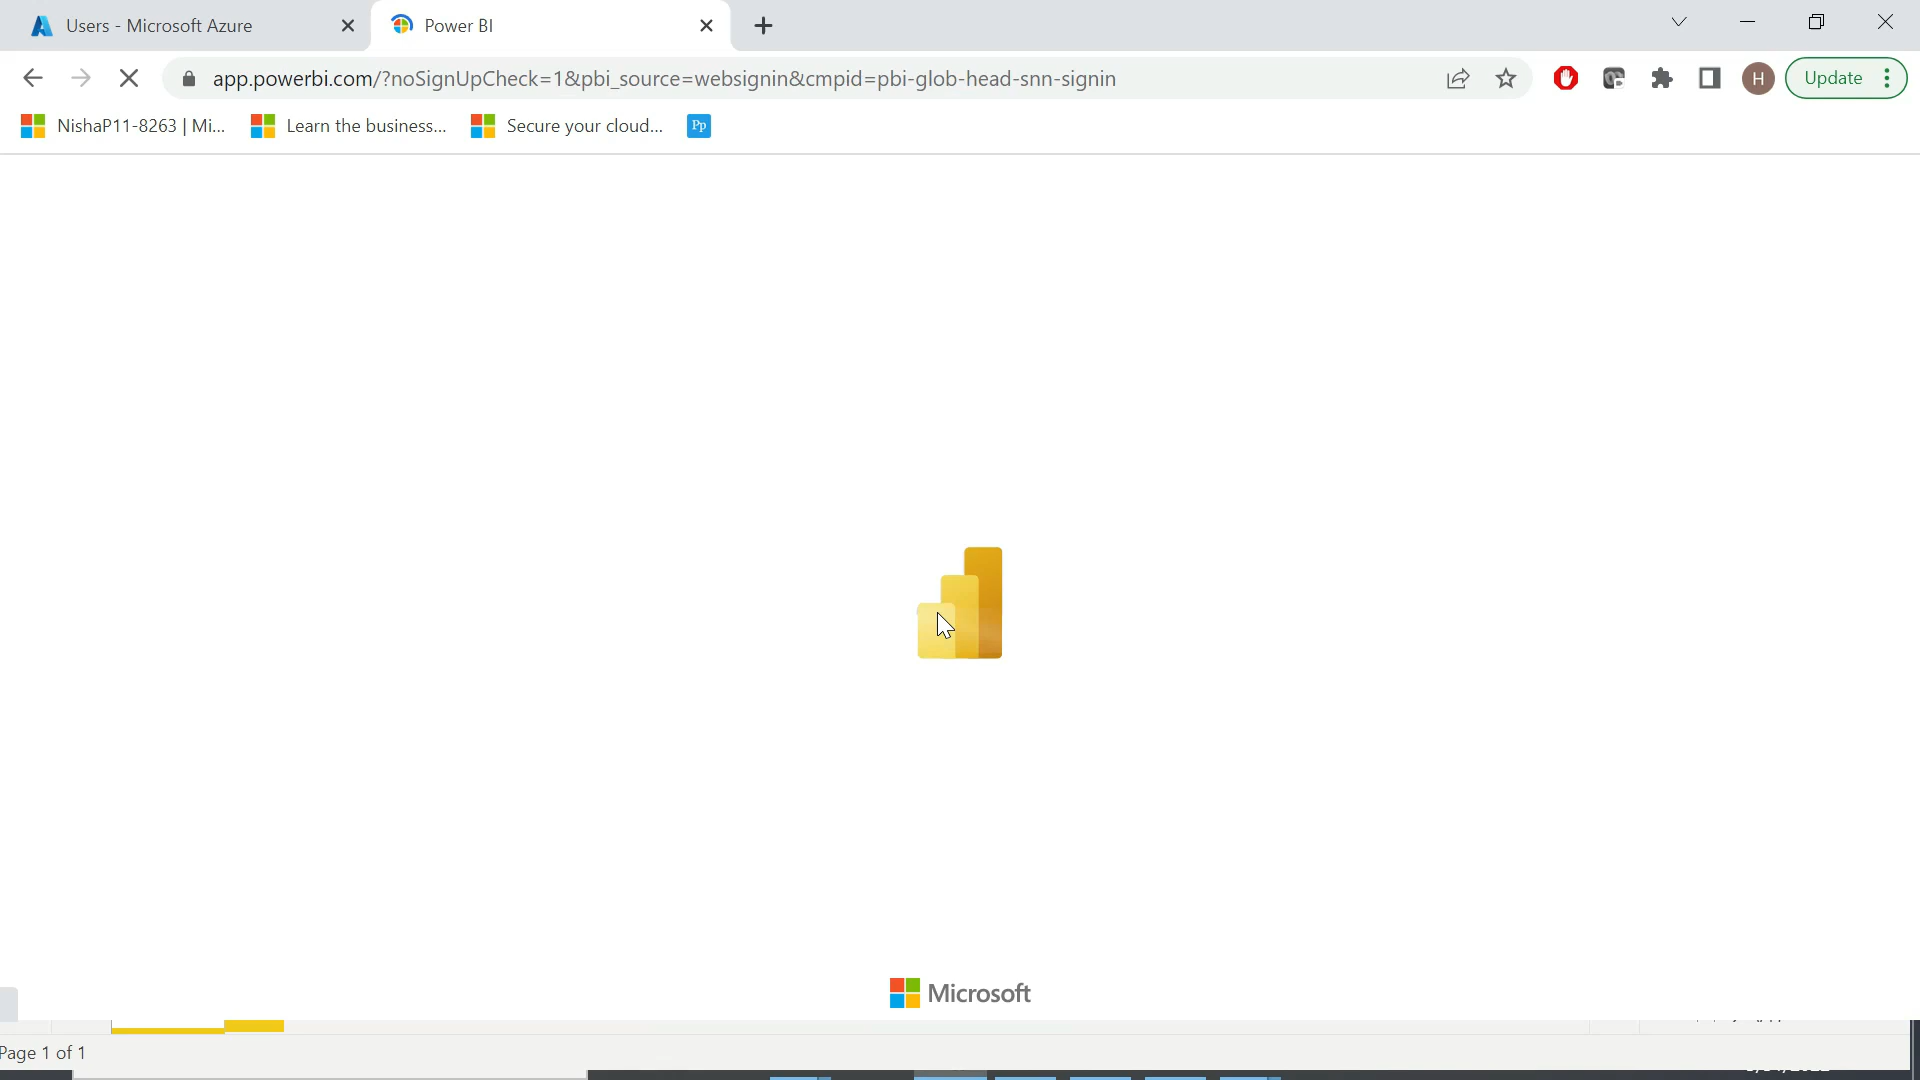 Users - Microsoft Azure
Power BI
app.powerbi.com/?noSignUpCheck=1&pbi_source=websignin&cmpid=pbi-glob-head-snn-signin
H
Update
NishaP11-8263 | Mi...
Learn the business...
Secure your cloud...
Pp
Microsoft
Page 1 of 1